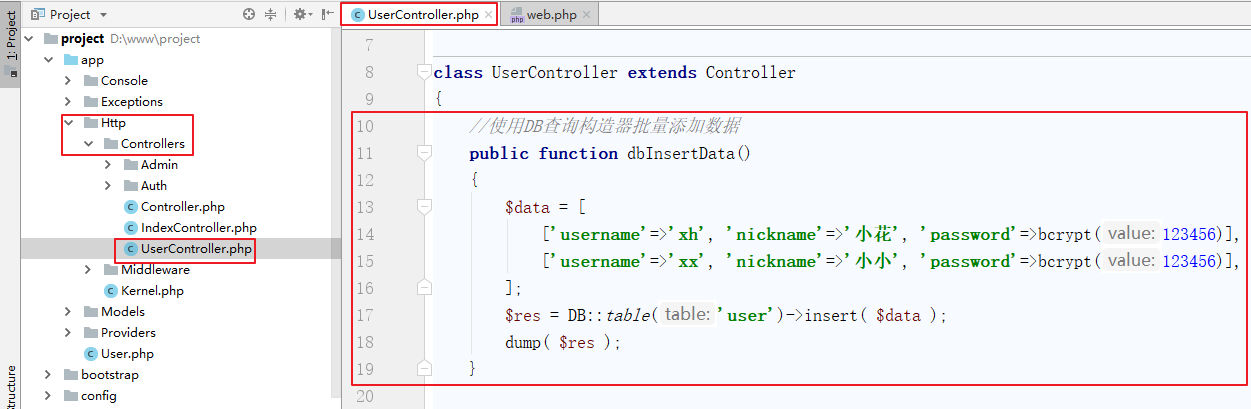 Project
UserController.php
web.php
1: Project
project D:\www\project
app
Console
Exceptions
Http
Controllers
Admin
Auth
Controller.php
IndexController.php
UserController.php
Middleware
Kernel.php
Models
Providers
User.php
bootstrap
config
Structure
7
8 class UserController extends Controller
9 {
10 //使用DB查询构造器批量添加数据
11 public function dbInsertData()
12 {
13 $data = [
14 ['username'=>'xh', 'nickname'=>'小花', 'password'=>bcrypt( value: 123456)],
15 ['username'=>'xx', 'nickname'=>'小小', 'password'=>bcrypt( value: 123456)],
16 ];
17 $res = DB::table( table: 'user')->insert( $data );
18 dump( $res );
19 }
20